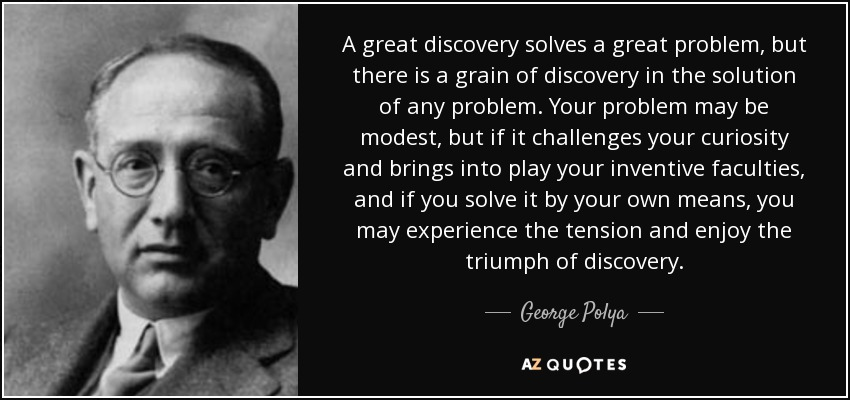 A great discovery solves a great problem, but
there is a grain of discovery in the solution
of any problem. Your problem may be
modest, but if it challenges your curiosity
and brings into play your inventive faculties,
and if you solve it by your own means, you
may experience the tension and enjoy the
triumph of discovery.
George Polya
AZ QUOTES